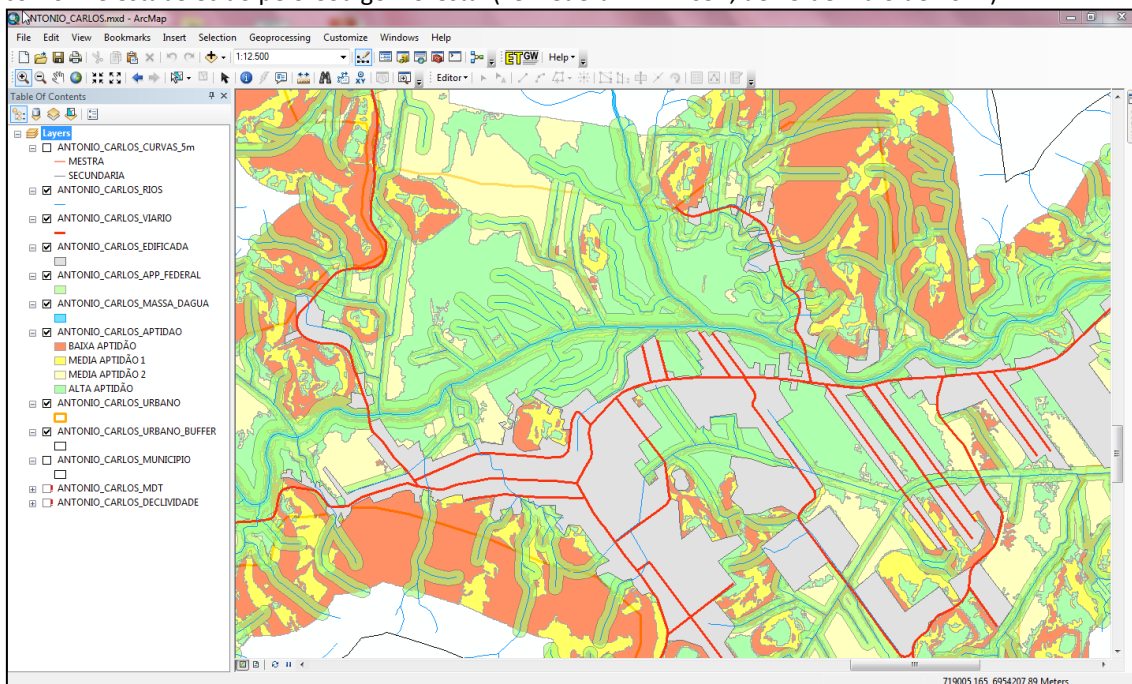 ANTONIO_CARLOS.mxd - ArcMap
File Edit View Bookmarks Insert Selection Geoprocessing Customize Windows Help
1:12.500
ET GW Help
Editor
Table Of Contents
Layers
ANTONIO_CARLOS_CURVAS_5m
MESTRA
SECUNDARIA
ANTONIO_CARLOS_RIOS
ANTONIO_CARLOS_VIARIO
ANTONIO_CARLOS_EDIFICADA
ANTONIO_CARLOS_APP_FEDERAL
ANTONIO_CARLOS_MASSA_DAGUA
ANTONIO_CARLOS_APTIDAO
BAIXA APTIDÃO
MEDIA APTIDÃO 1
MEDIA APTIDÃO 2
ALTA APTIDÃO
ANTONIO_CARLOS_URBANO
ANTONIO_CARLOS_URBANO_BUFFER
ANTONIO_CARLOS_MUNICIPIO
ANTONIO_CARLOS_MDT
ANTONIO_CARLOS_DECLIVIDADE
719005,165 6954207,89 Meters